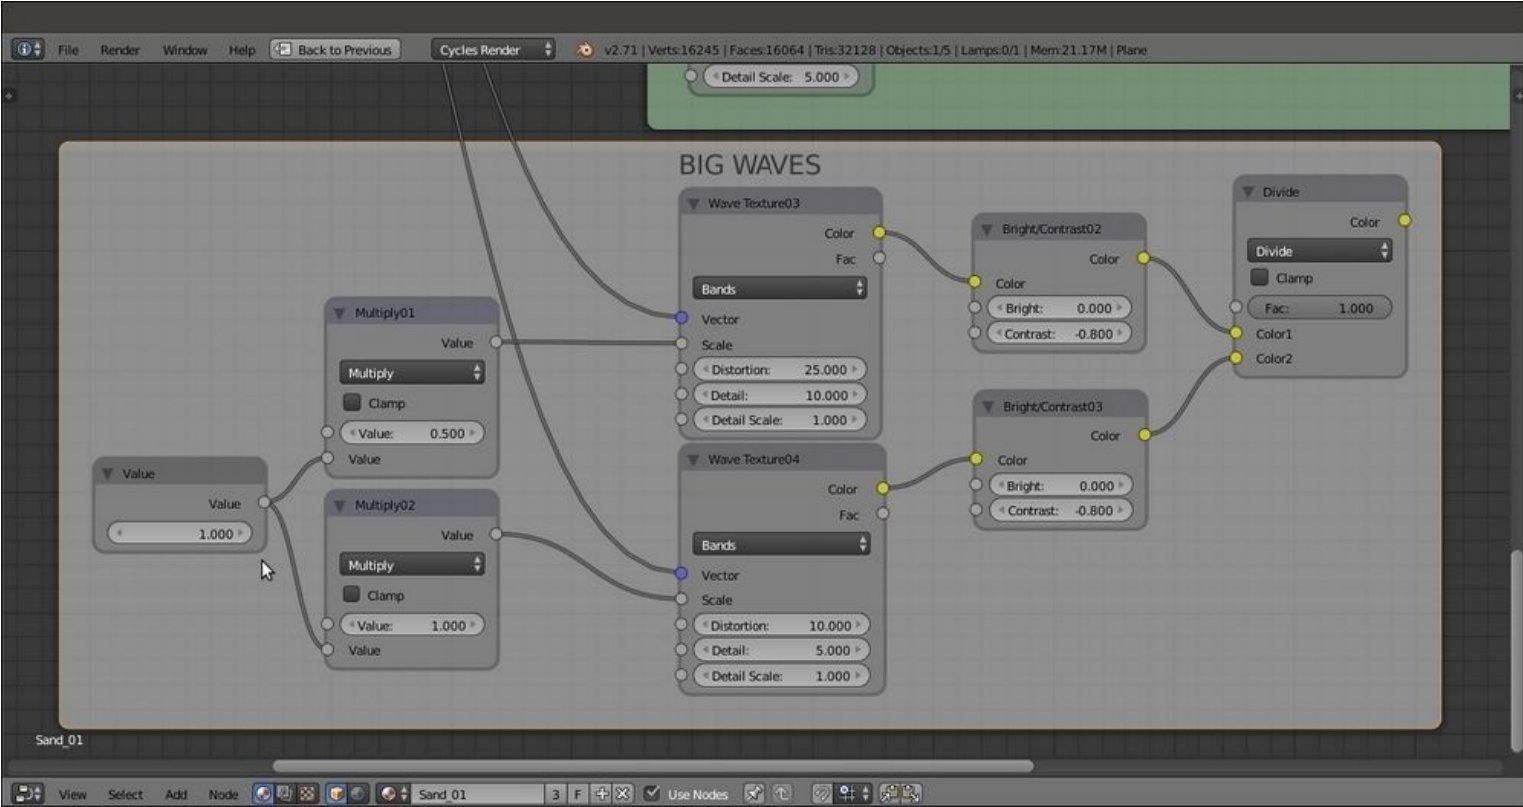 File Render Window Help Back to Previous Cycles Render v2.71 | Verts:16245 | Faces:16064 | Tris:32128 | Objects:1/5 | Lamps:0/1 | Mem:21.17M | Plane
Detail Scale: 5.000
BIG WAVES
Wave Texture03
Color
Fac
Bands
Vector
Scale
Distortion: 25.000
Detail: 10.000
Detail Scale: 1.000
Bright/Contrast02
Color
Color
Bright: 0.000
Contrast: -0.800
Divide
Color
Divide
Clamp
Fac: 1.000
Color1
Color2
Multiply01
Value
Multiply
Clamp
Value: 0.500
Value
Value
Value
1.000
Multiply02
Value
Multiply
Clamp
Value: 1.000
Value
Wave Texture04
Color
Fac
Bands
Vector
Scale
Distortion: 10.000
Detail: 5.000
Detail Scale: 1.000
Bright/Contrast03
Color
Color
Bright: 0.000
Contrast: -0.800
Sand_01
View Select Add Node Sand_01 3 F Use Nodes